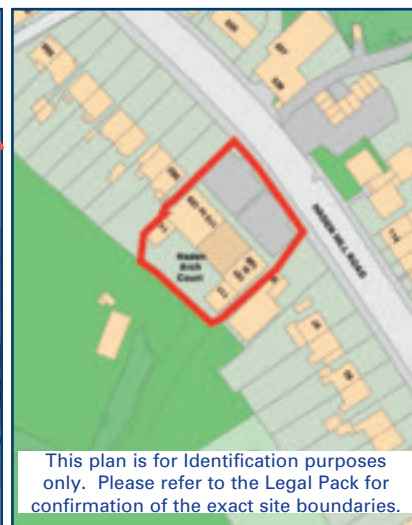 HADEN HILL ROAD
Haden
Arch
Court
This plan is for Identification purposes
only. Please refer to the Legal Pack for
confirmation of the exact site boundaries.